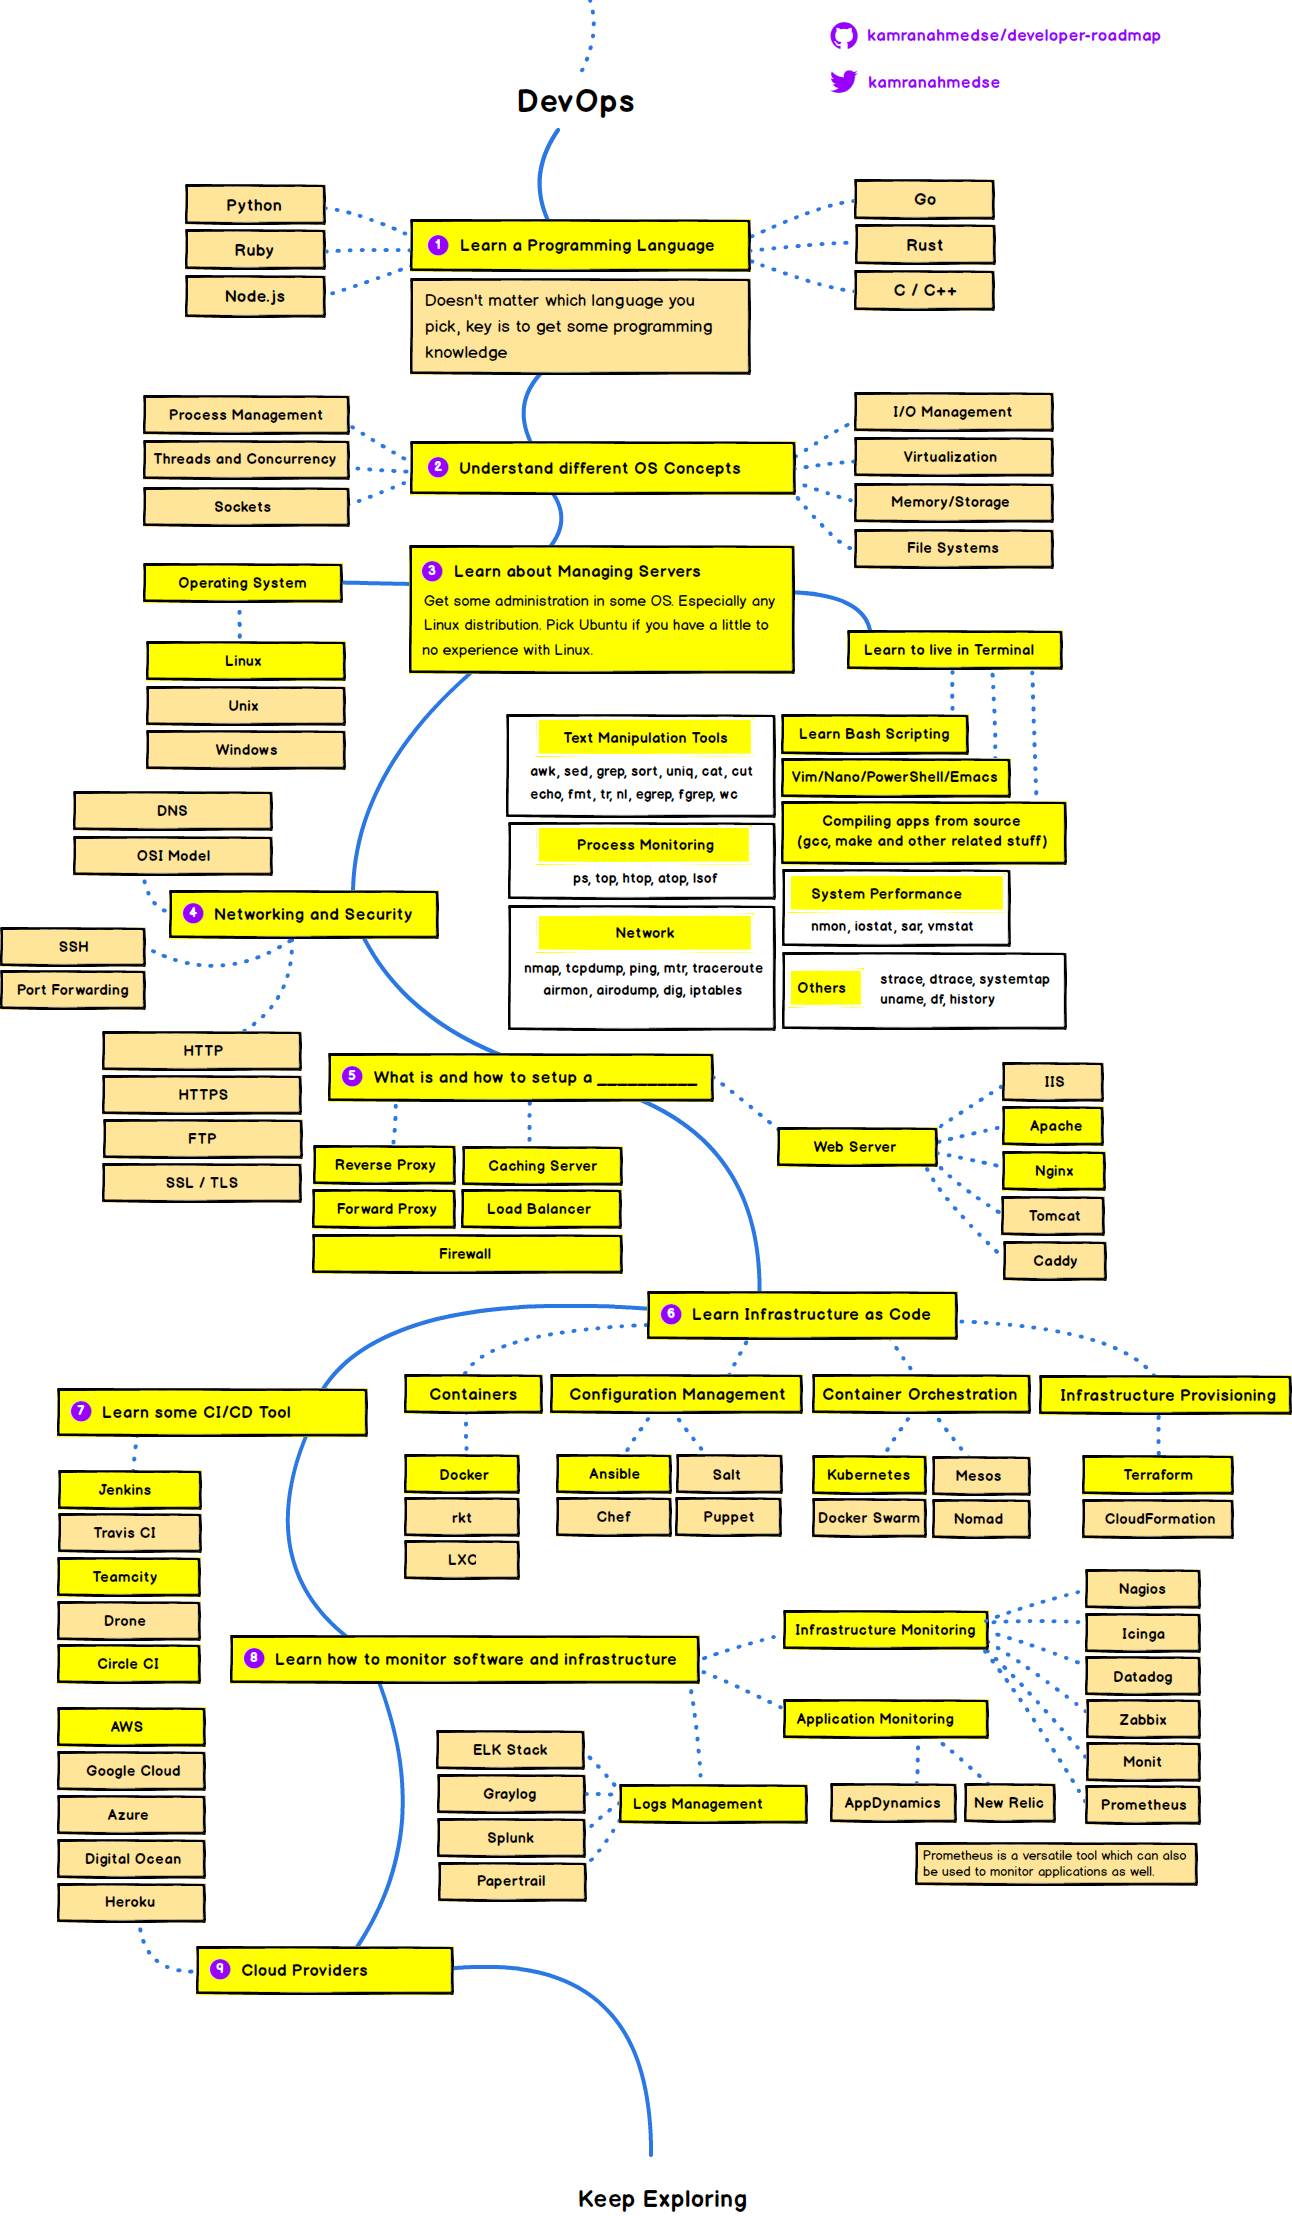 kamranahmedse/developer-roadmap
kamranahmedse
DevOps
Python
Ruby
Node.js
1 Learn a Programming Language
Doesn't matter which language you
pick, key is to get some programming
knowledge
Go
Rust
C / C++
Process Management
Threads and Concurrency
Sockets
2 Understand different OS Concepts
I/O Management
Virtualization
Memory/Storage
File Systems
3 Learn about Managing Servers
Get some administration in some OS. Especially any
Linux distribution. Pick Ubuntu if you have a little to
no experience with Linux.
Operating System
Linux
Unix
Windows
Learn to live in Terminal
Text Manipulation Tools
awk, sed, grep, sort, uniq, cat, cut
echo, fmt, tr, nl, egrep, fgrep, wc
Process Monitoring
ps, top, htop, atop, lsof
Network
nmap, tcpdump, ping, mtr, traceroute
airmon, airodump, dig, iptables
Learn Bash Scripting
Vim/Nano/PowerShell/Emacs
Compiling apps from source
(gcc, make and other related stuff)
System Performance
nmon, iostat, sar, vmstat
Others
strace, dtrace, systemtap
uname, df, history
DNS
OSI Model
4 Networking and Security
SSH
Port Forwarding
HTTP
HTTPS
FTP
SSL / TLS
5 What is and how to setup a __________
Reverse Proxy
Caching Server
Forward Proxy
Load Balancer
Firewall
Web Server
IIS
Apache
Nginx
Tomcat
Caddy
6 Learn Infrastructure as Code
Containers
Docker
rkt
LXC
Configuration Management
Ansible
Salt
Chef
Puppet
Container Orchestration
Kubernetes
Mesos
Docker Swarm
Nomad
Infrastructure Provisioning
Terraform
CloudFormation
7 Learn some CI/CD Tool
Jenkins
Travis CI
Teamcity
Drone
Circle CI
8 Learn how to monitor software and infrastructure
Infrastructure Monitoring
Nagios
Icinga
Datadog
Zabbix
Monit
Prometheus
Application Monitoring
AppDynamics
New Relic
Prometheus is a versatile tool which can also
be used to monitor applications as well.
Logs Management
ELK Stack
Graylog
Splunk
Papertrail
AWS
Google Cloud
Azure
Digital Ocean
Heroku
9 Cloud Providers
Keep Exploring